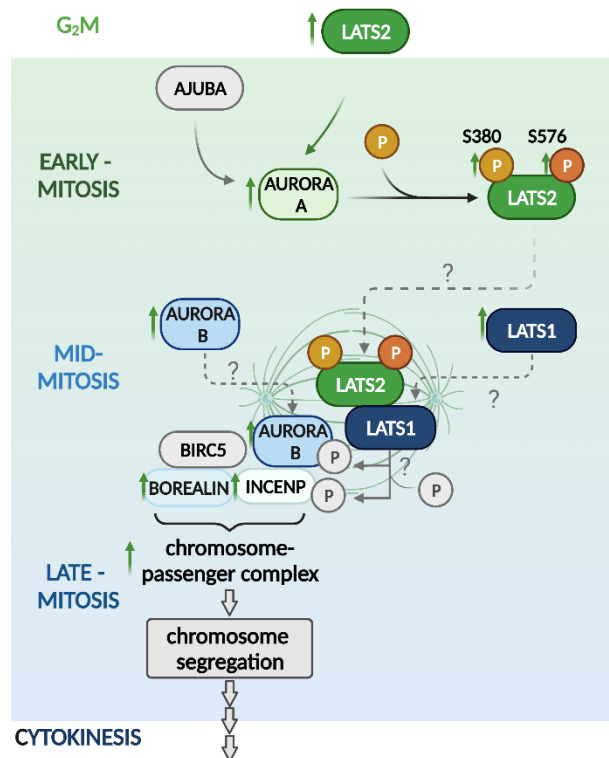 G₂M
LATS2
AJUBA
EARLY -
MITOSIS
AURORA
A
P
S380
S576
P
P
LATS2
?
AURORA
B
LATS1
MID-
MITOSIS
?
P
P
LATS2
?
LATS1
BIRC5
AURORA
B
P
?
BOREALIN
INCENP
P
P
chromosome-
passenger complex
LATE -
MITOSIS
chromosome
segregation
CYTOKINESIS